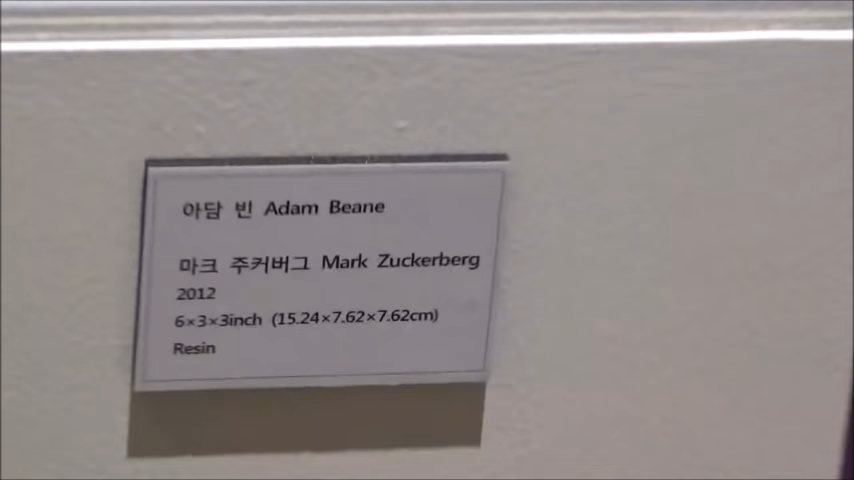 아담 빈 Adam Beane
마크 주커버그 Mark Zuckerberg
2012
6×3×3inch (15.24×7.62×7.62cm)
Resin